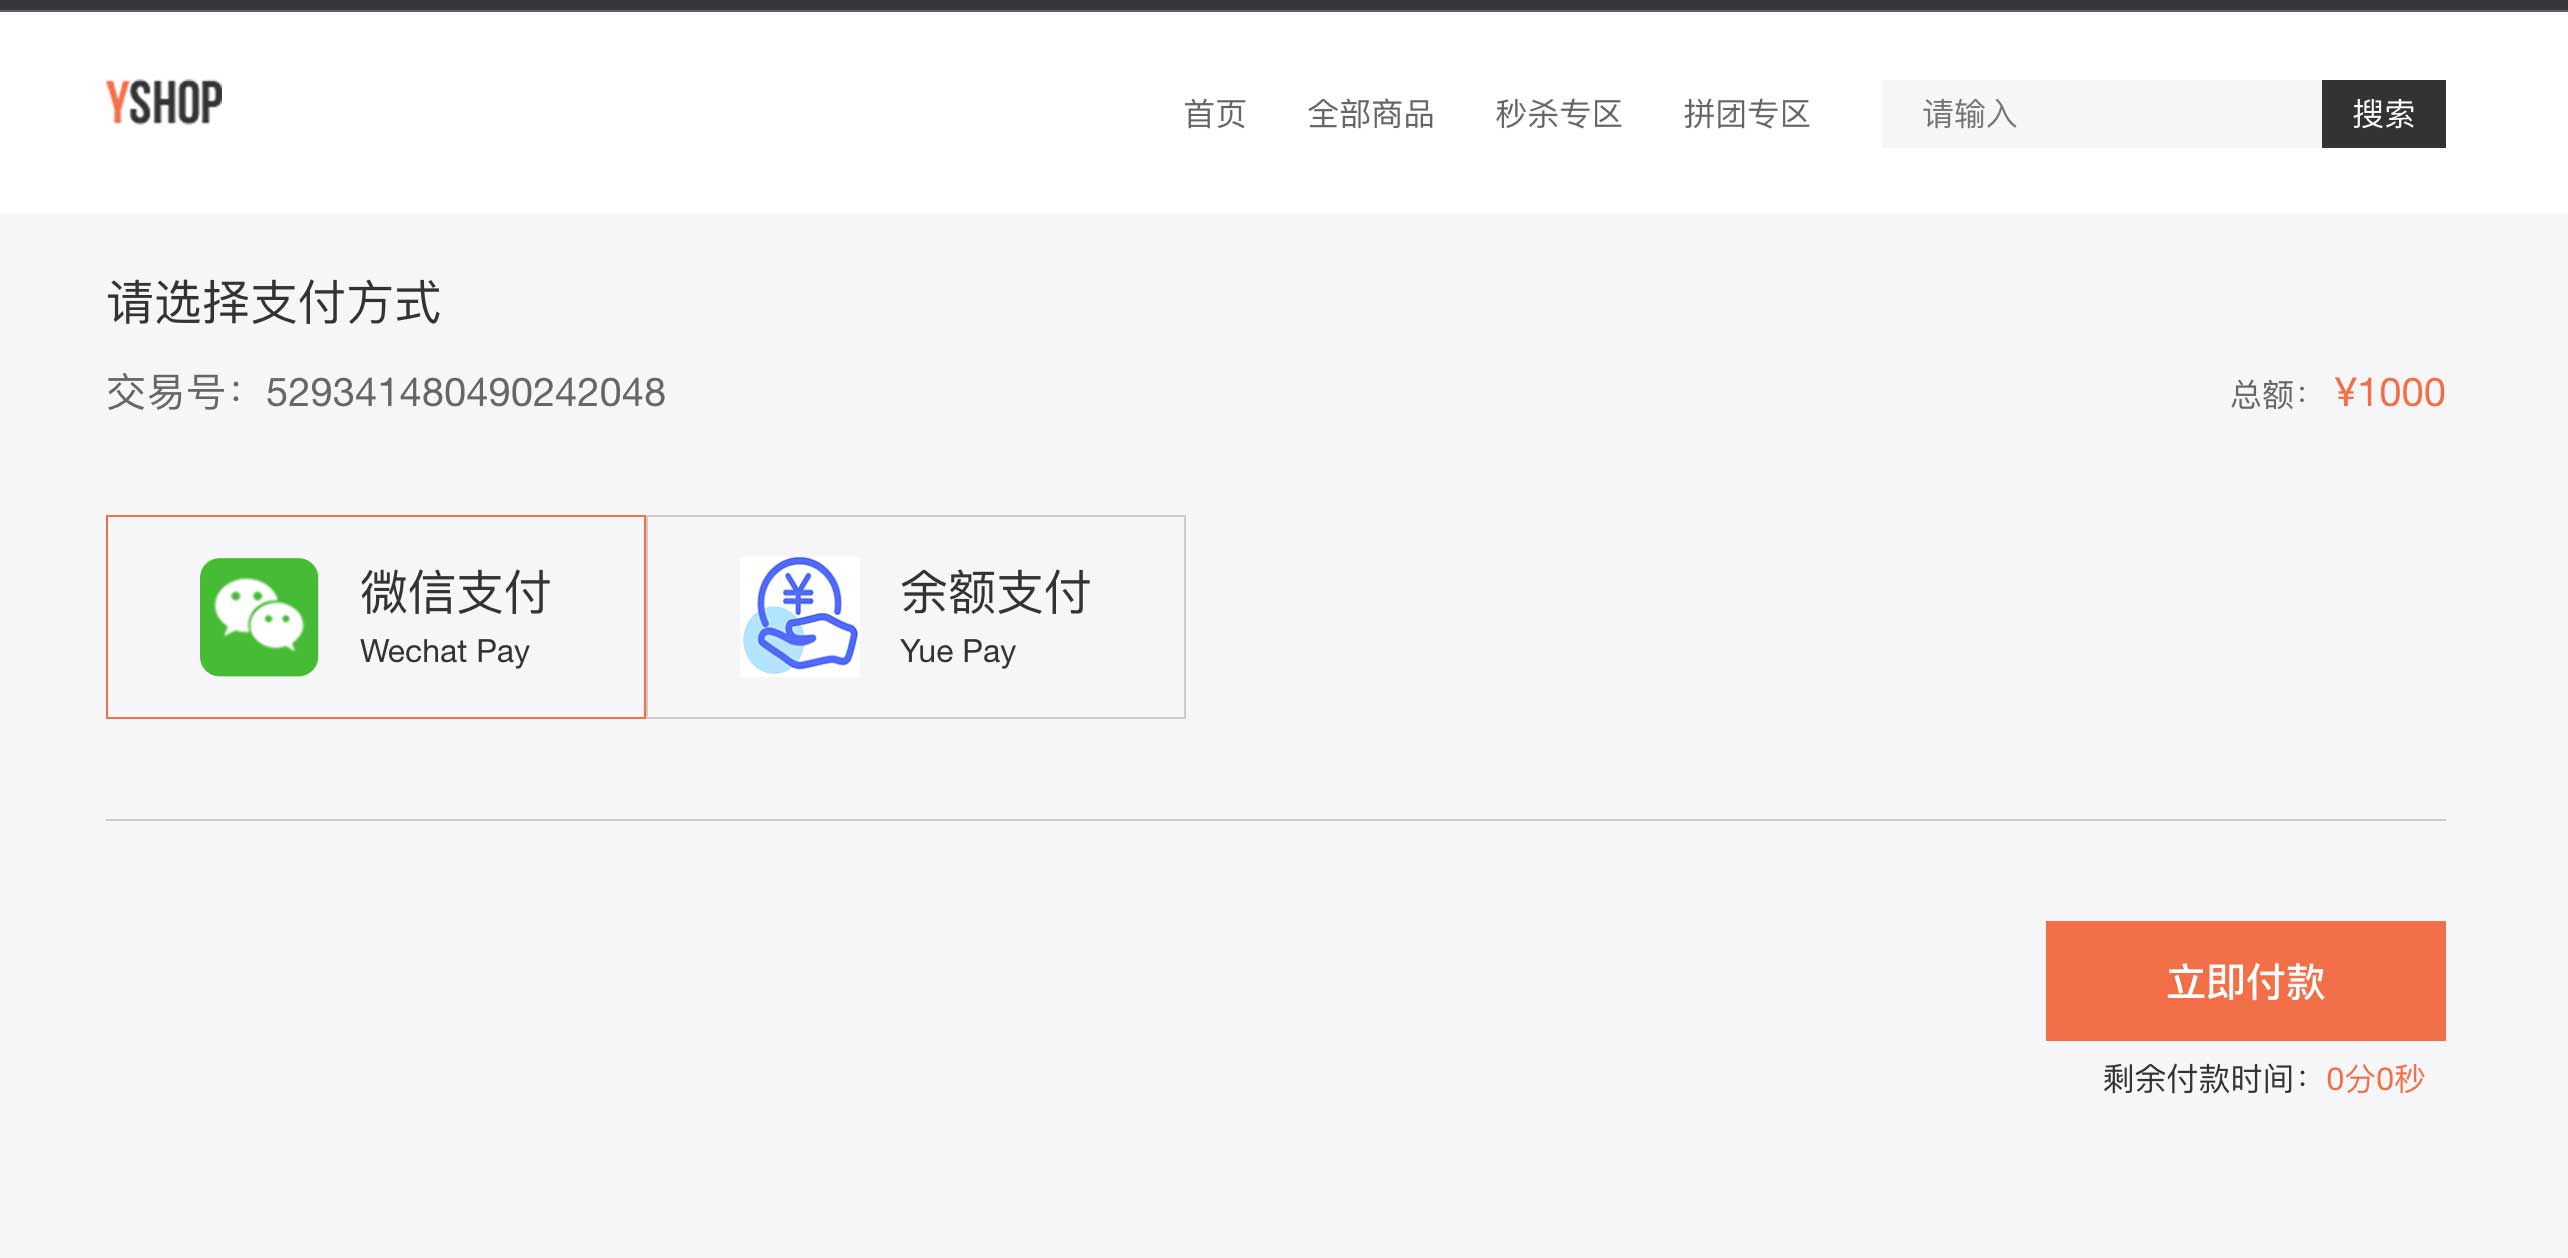 YSHOP
首页 全部商品 秒杀专区 拼团专区 请输入 搜索
请选择支付方式
交易号：529341480490242048 总额： ¥1000
微信支付
Wechat Pay
余额支付
Yue Pay
立即付款
剩余付款时间：0分0秒